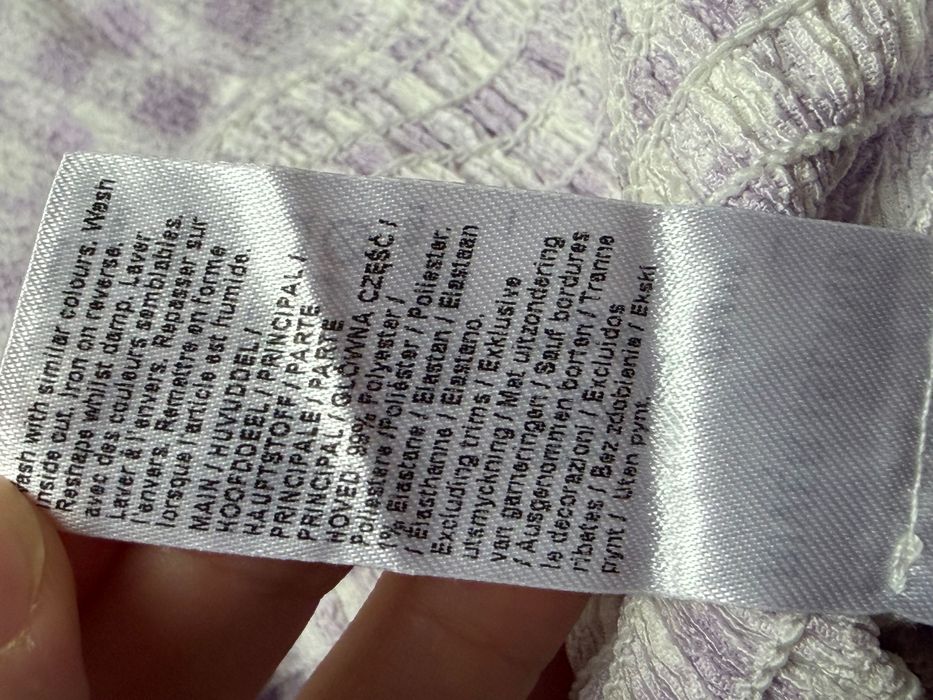 Wash with similar colours. Wash
inside out. Iron on reverse.
Reshape whilst damp. Laver
avec des couleurs semblables.
Laver à l'envers. Repasser sur
l'envers. Remettre en forme
lorsque l'article est humide.
MAIN / HUVUDDEL /
HOOFDDEEL / PRINCIPAL /
HAUPTSTOFF / PARTE
PRINCIPALE / PARTE
PRINCIPAL / GŁÓWNA CZĘŚĆ /
HOVED 99% Polyester /
Poliestere / Poliéster / Poliester,
1% Elastane / Elastan / Elastaan
/ Élasthanne / Elastano.
Excluding trims / Exklusive
utsmyckning / Met uitzondering
van garneringen / Sauf bordures
/ Ausgenommen borten / Tranne
le decorazioni / Excluidos
ribetes / Bez zdobienia / Ekskl
pynt / Uten pynt